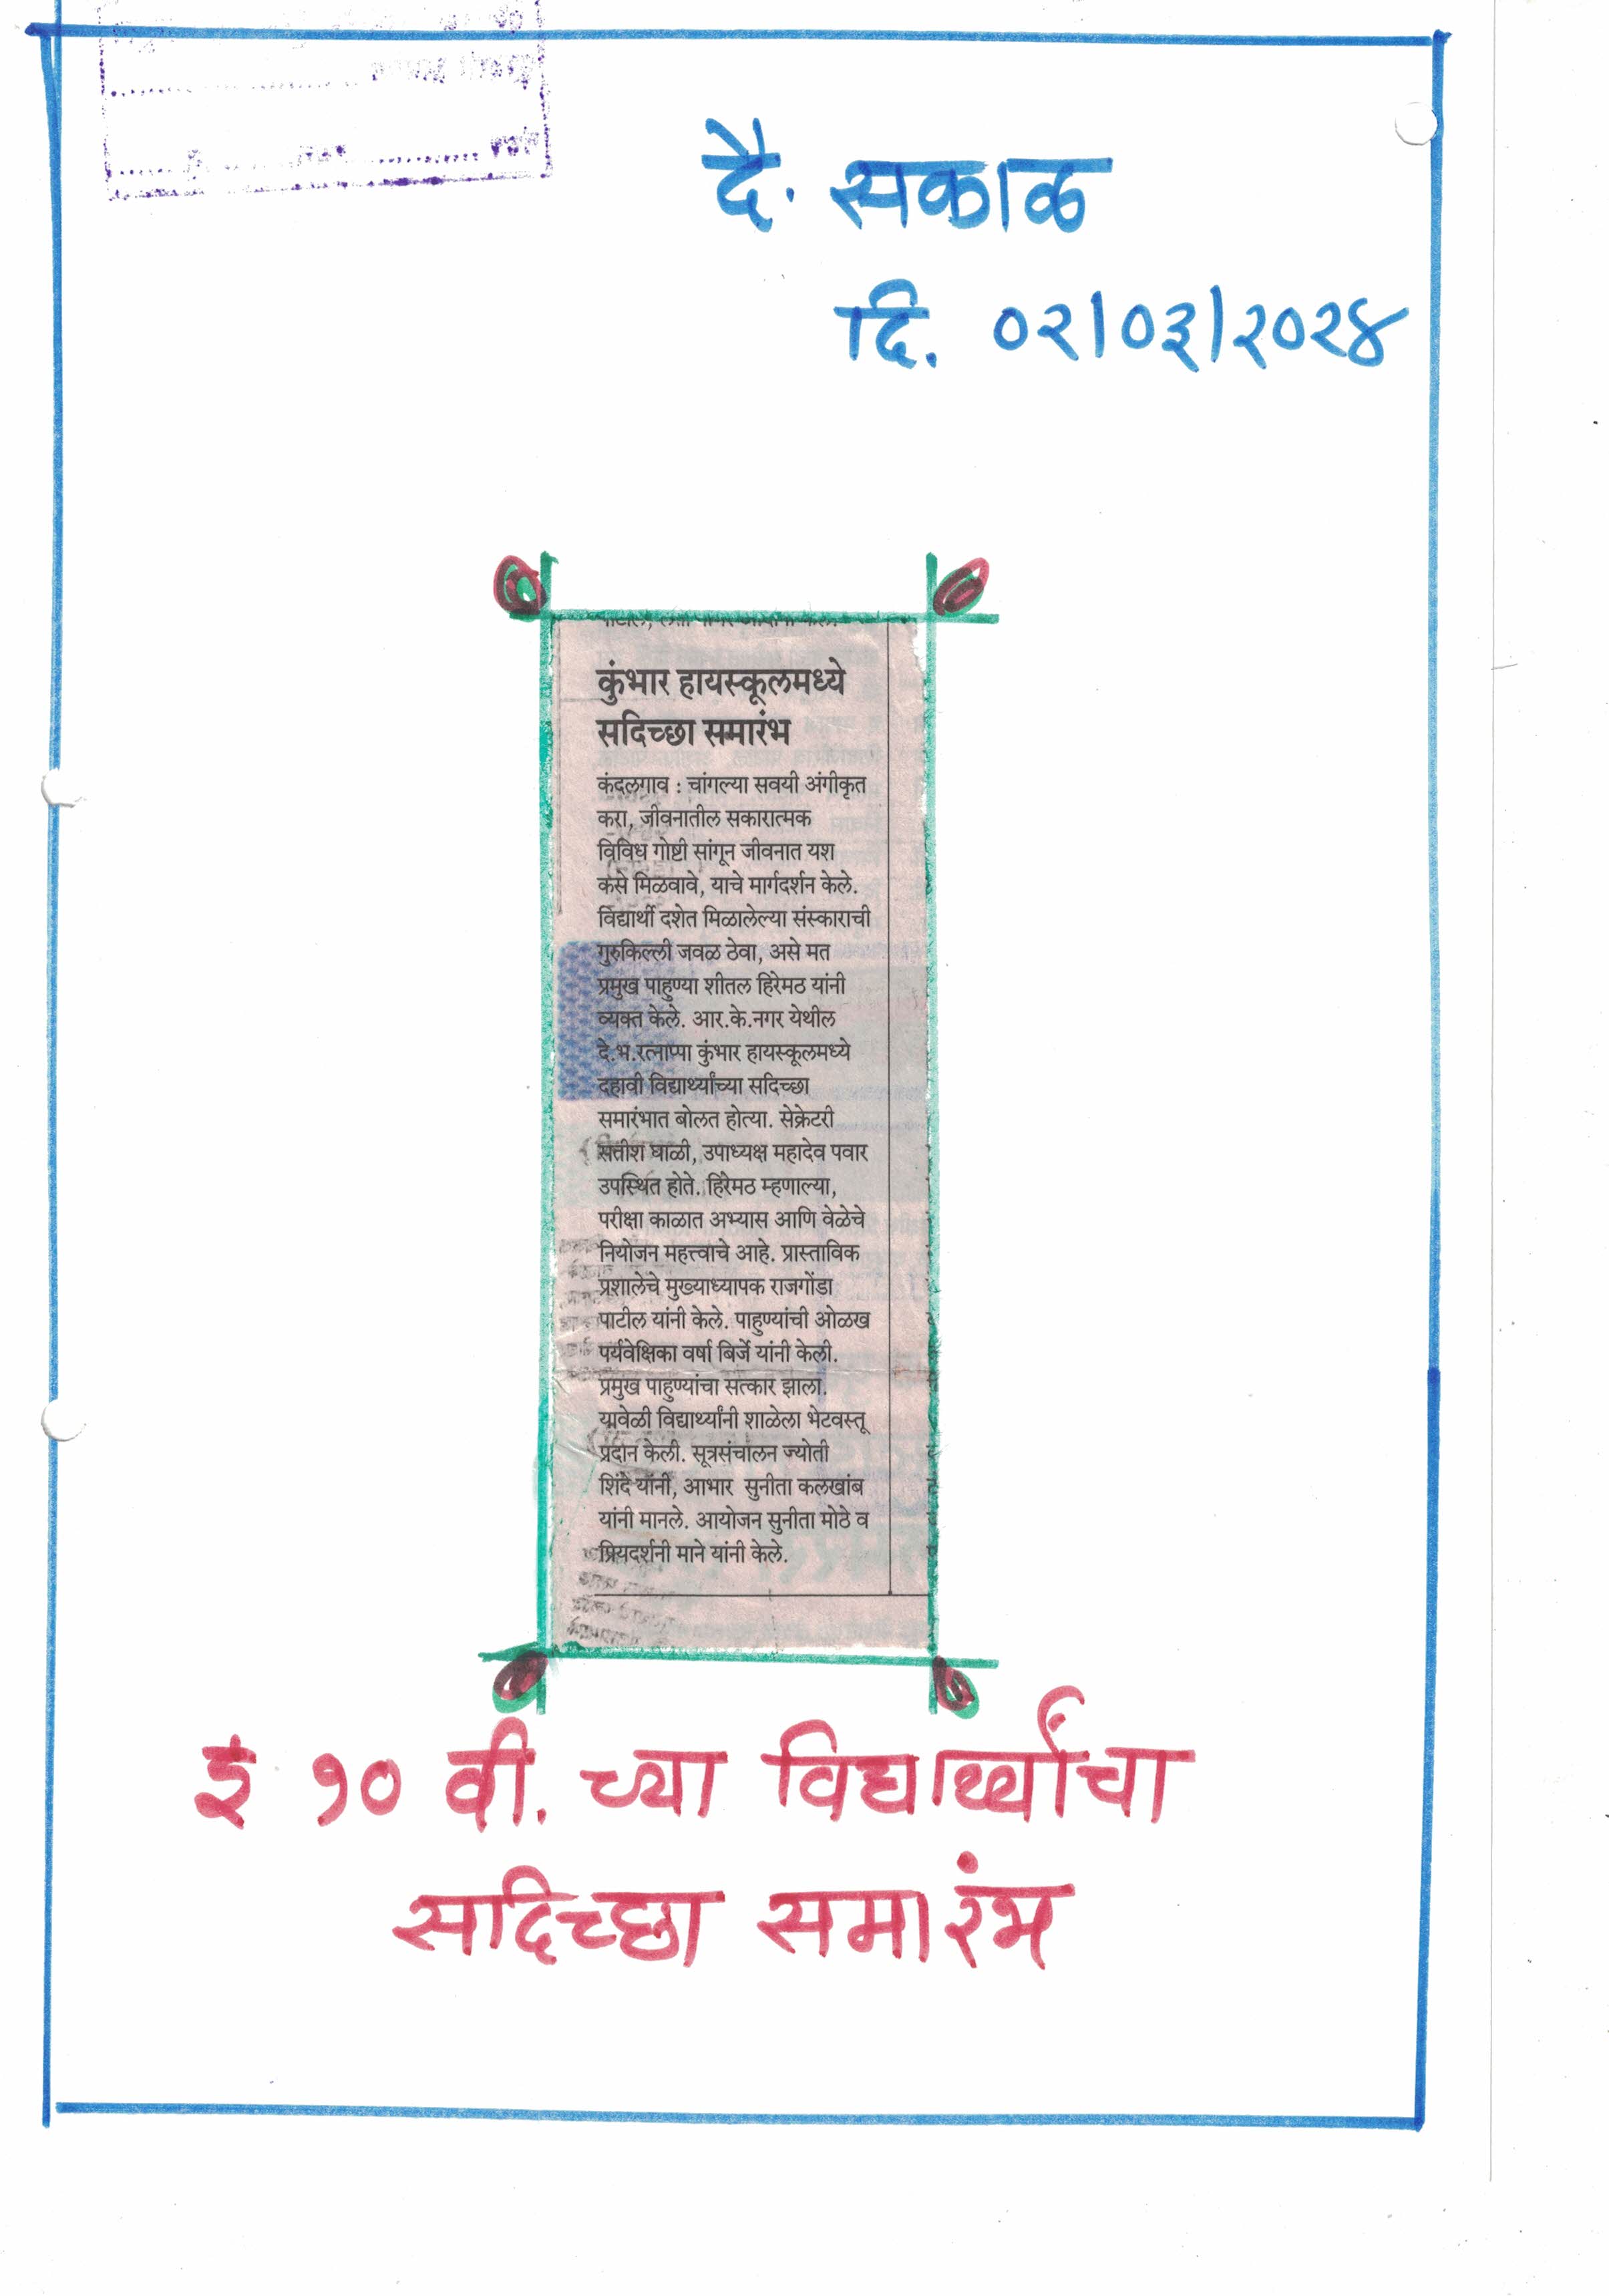 दै. सकाळ
दि. ०२/०३/२०२४
कुंभार हायस्कूलमध्ये
सदिच्छा समारंभ
कंदलगाव : चांगल्या सवयी अंगीकृत
करा, जीवनातील सकारात्मक
विविध गोष्टी सांगून जीवनात यश
कसे मिळवावे, याचे मार्गदर्शन केले.
विद्यार्थी दशेत मिळालेल्या संस्काराची
गुरुकिल्ली जवळ ठेवा, असे मत
प्रमुख पाहुण्या शीतल हिरेमठ यांनी
व्यक्त केले. आर.के.नगर येथील
दे.भ.रत्नाप्पा कुंभार हायस्कूलमध्ये
दहावी विद्यार्थ्यांच्या सदिच्छा
समारंभात बोलत होत्या. सेक्रेटरी
सतीश घाळी, उपाध्यक्ष महादेव पवार
उपस्थित होते. हिरेमठ म्हणाल्या,
परीक्षा काळात अभ्यास आणि वेळेचे
नियोजन महत्त्वाचे आहे. प्रास्ताविक
प्रशालेचे मुख्याध्यापक राजगोंडा
पाटील यांनी केले. पाहुण्यांची ओळख
पर्यवेक्षिका वर्षा बिर्जे यांनी केली.
प्रमुख पाहुण्यांचा सत्कार झाला.
यावेळी विद्यार्थ्यांनी शाळेला भेटवस्तू
प्रदान केली. सूत्रसंचालन ज्योती
शिंदे यांनी, आभार सुनीता कलखांब
यांनी मानले. आयोजन सुनीता मोठे व
प्रियदर्शनी माने यांनी केले.
इ १० वी. च्या विद्यार्थ्यांचा
सदिच्छा समारंभ